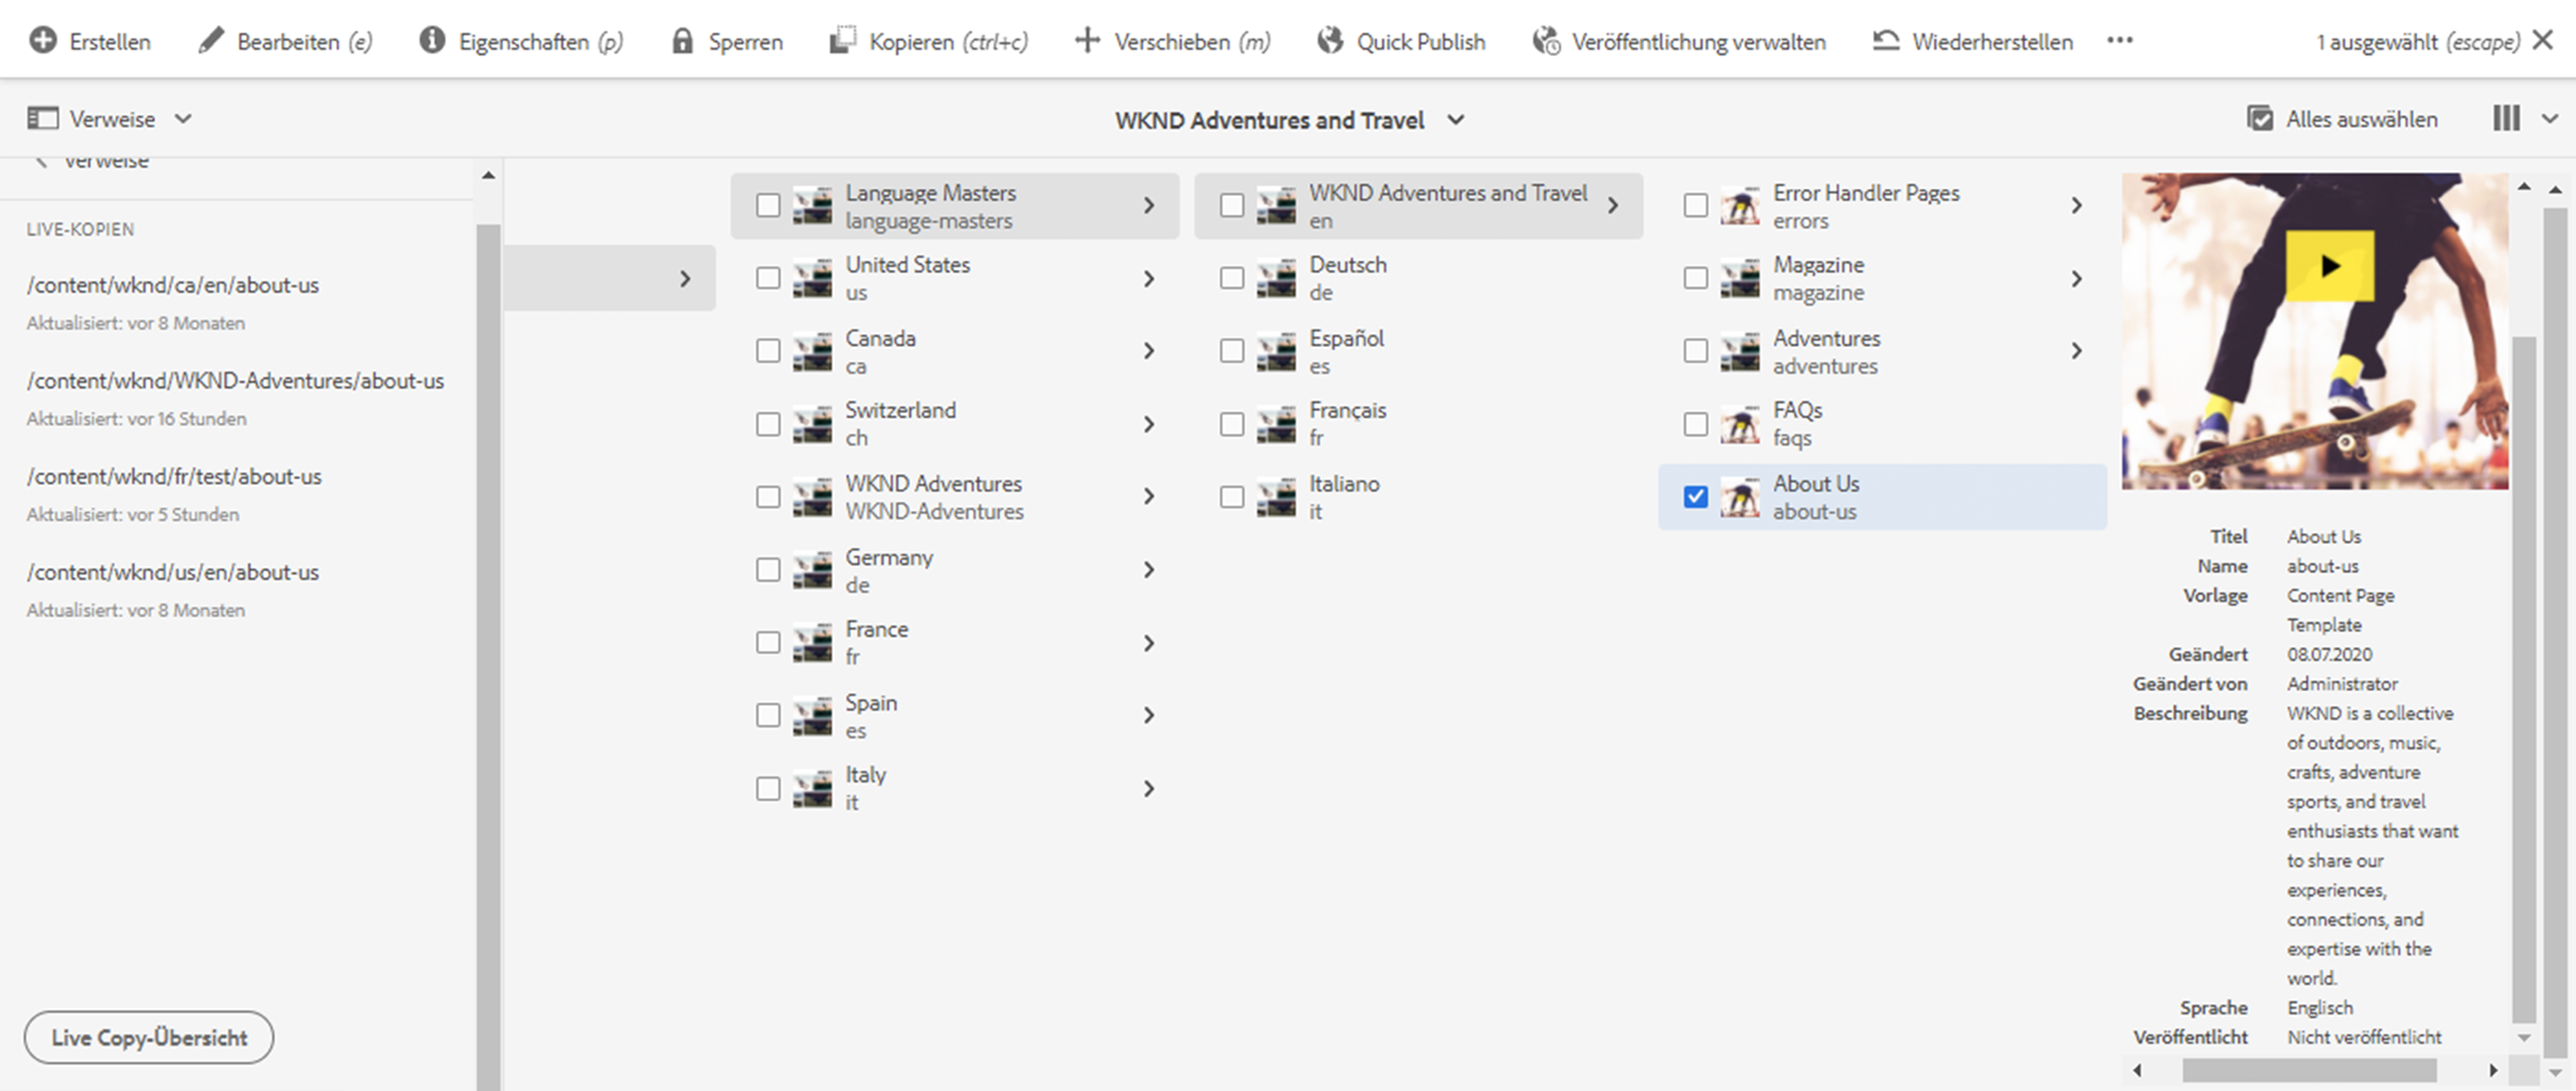 Erstellen
Bearbeiten (e)
Eigenschaften (p)
Sperren
Kopieren (ctrl+c)
Verschieben (m)
Quick Publish
Veröffentlichung verwalten
Wiederherstellen
1 ausgewählt (escape)
Verweise
WKND Adventures and Travel
Alles auswählen
Verweise
LIVE-KOPIEN
/content/wknd/ca/en/about-us
Aktualisiert: vor 8 Monaten
/content/wknd/WKND-Adventures/about-us
Aktualisiert: vor 16 Stunden
/content/wknd/fr/test/about-us
Aktualisiert: vor 5 Stunden
/content/wknd/us/en/about-us
Aktualisiert: vor 8 Monaten
Live Copy-Übersicht
Language Masters
language-masters
United States
us
Canada
ca
Switzerland
ch
WKND Adventures
WKND-Adventures
Germany
de
France
fr
Spain
es
Italy
it
WKND Adventures and Travel
en
Deutsch
de
Español
es
Français
fr
Italiano
it
Error Handler Pages
errors
Magazine
magazine
Adventures
adventures
FAQs
faqs
About Us
about-us
Titel About Us
Name about-us
Vorlage Content Page
Template
Geändert 08.07.2020
Geändert von Administrator
Beschreibung WKND is a collective
of outdoors, music,
crafts, adventure
sports, and travel
enthusiasts that want
to share our
experiences,
connections, and
expertise with the
world.
Sprache Englisch
Veröffentlicht Nicht veröffentlicht